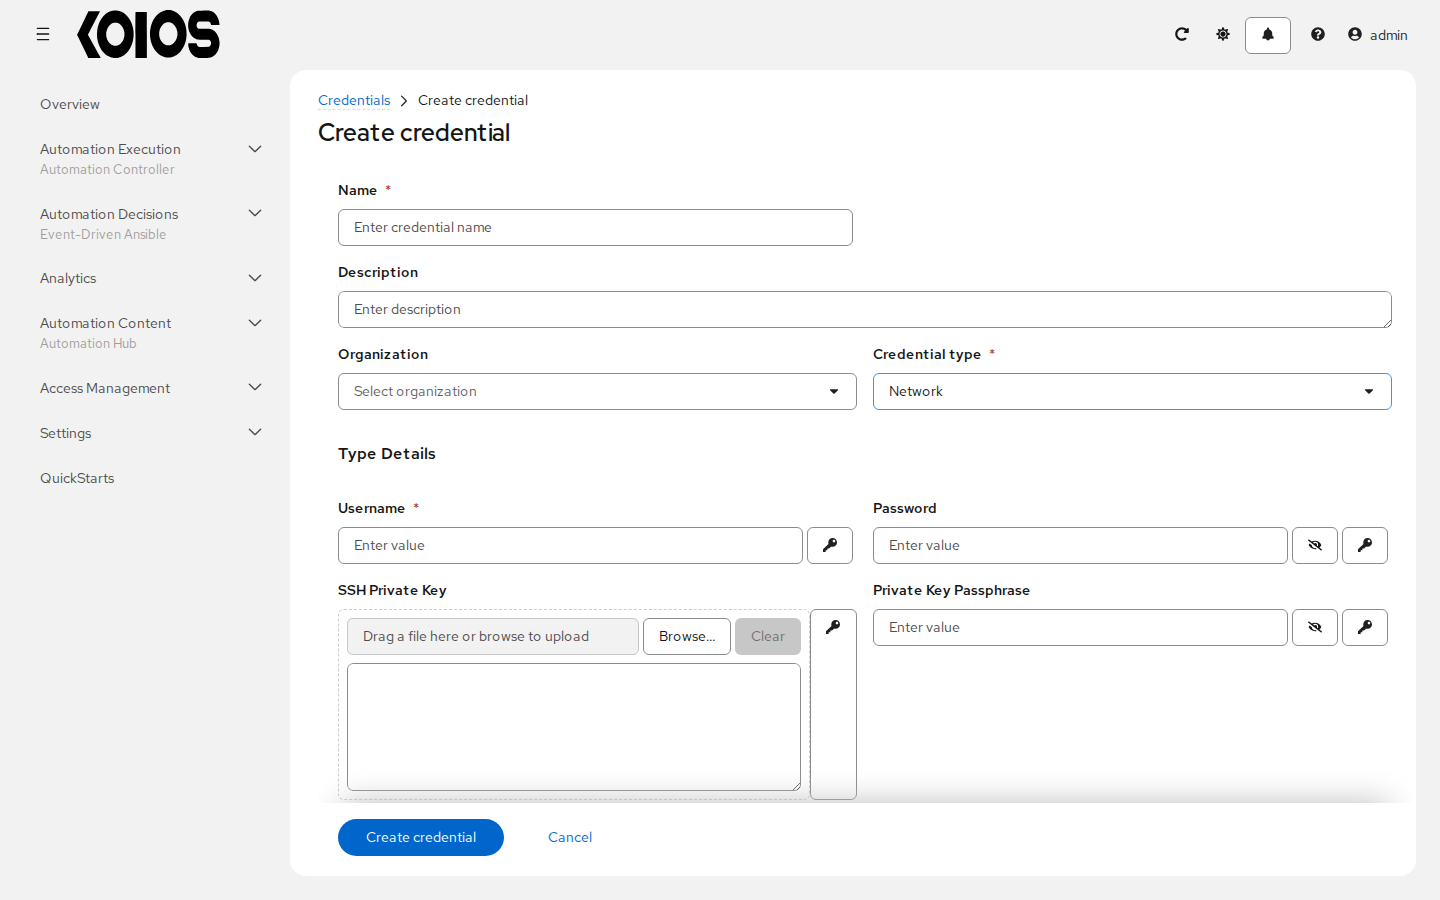 KOIOS
admin
Overview
Automation Execution
Automation Controller
Automation Decisions
Event-Driven Ansible
Analytics
Automation Content
Automation Hub
Access Management
Settings
QuickStarts
Credentials
Create credential
Create credential
Name *
Enter credential name
Description
Enter description
Organization
Credential type *
Select organization
Network
Type Details
Username *
Password
Enter value
Enter value
SSH Private Key
Private Key Passphrase
Drag a file here or browse to upload
Browse...
Clear
Enter value
Create credential
Cancel